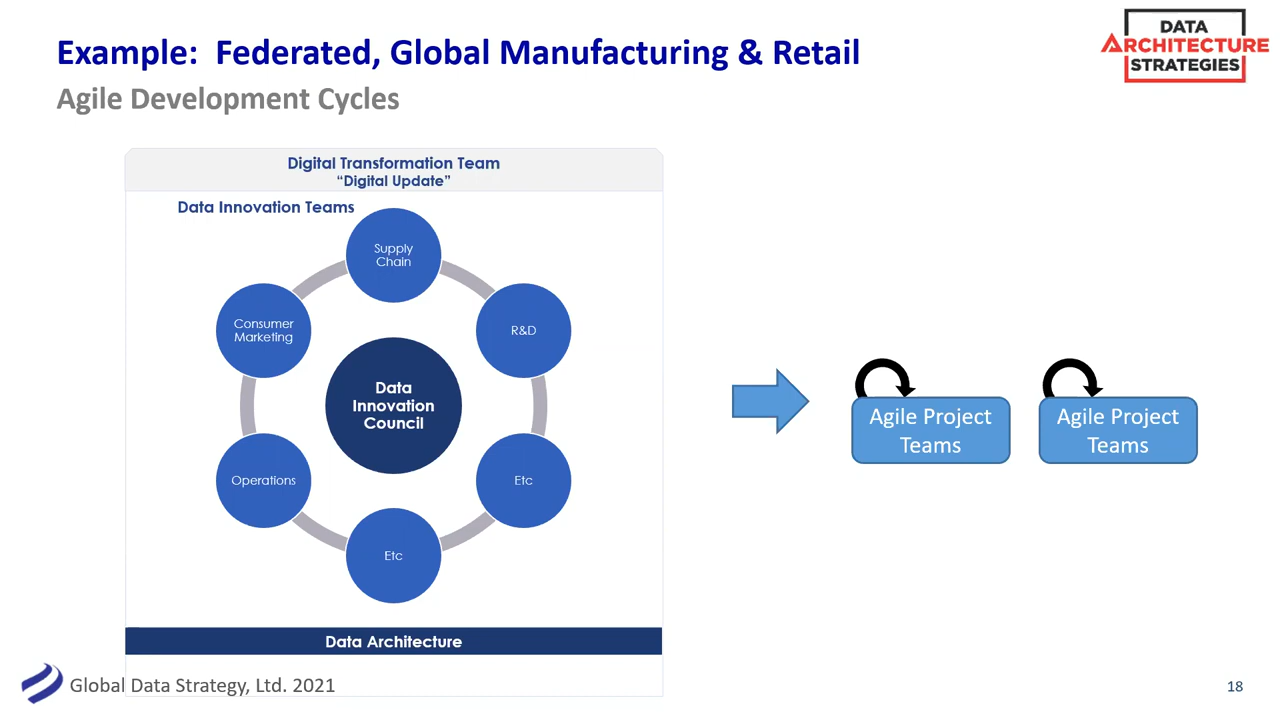 Example:  Federated, Global Manufacturing & Retail
Agile Development Cycles
DATA
ARCHITECTURE
STRATEGIES
Digital Transformation Team
“Digital Update”
Data Innovation Teams
Supply
Chain
Consumer
Marketing
R&D
Data
Innovation
Council
Operations
Etc
Etc
Data Architecture
Agile Project
Teams
Agile Project
Teams
Global Data Strategy, Ltd. 2021
18